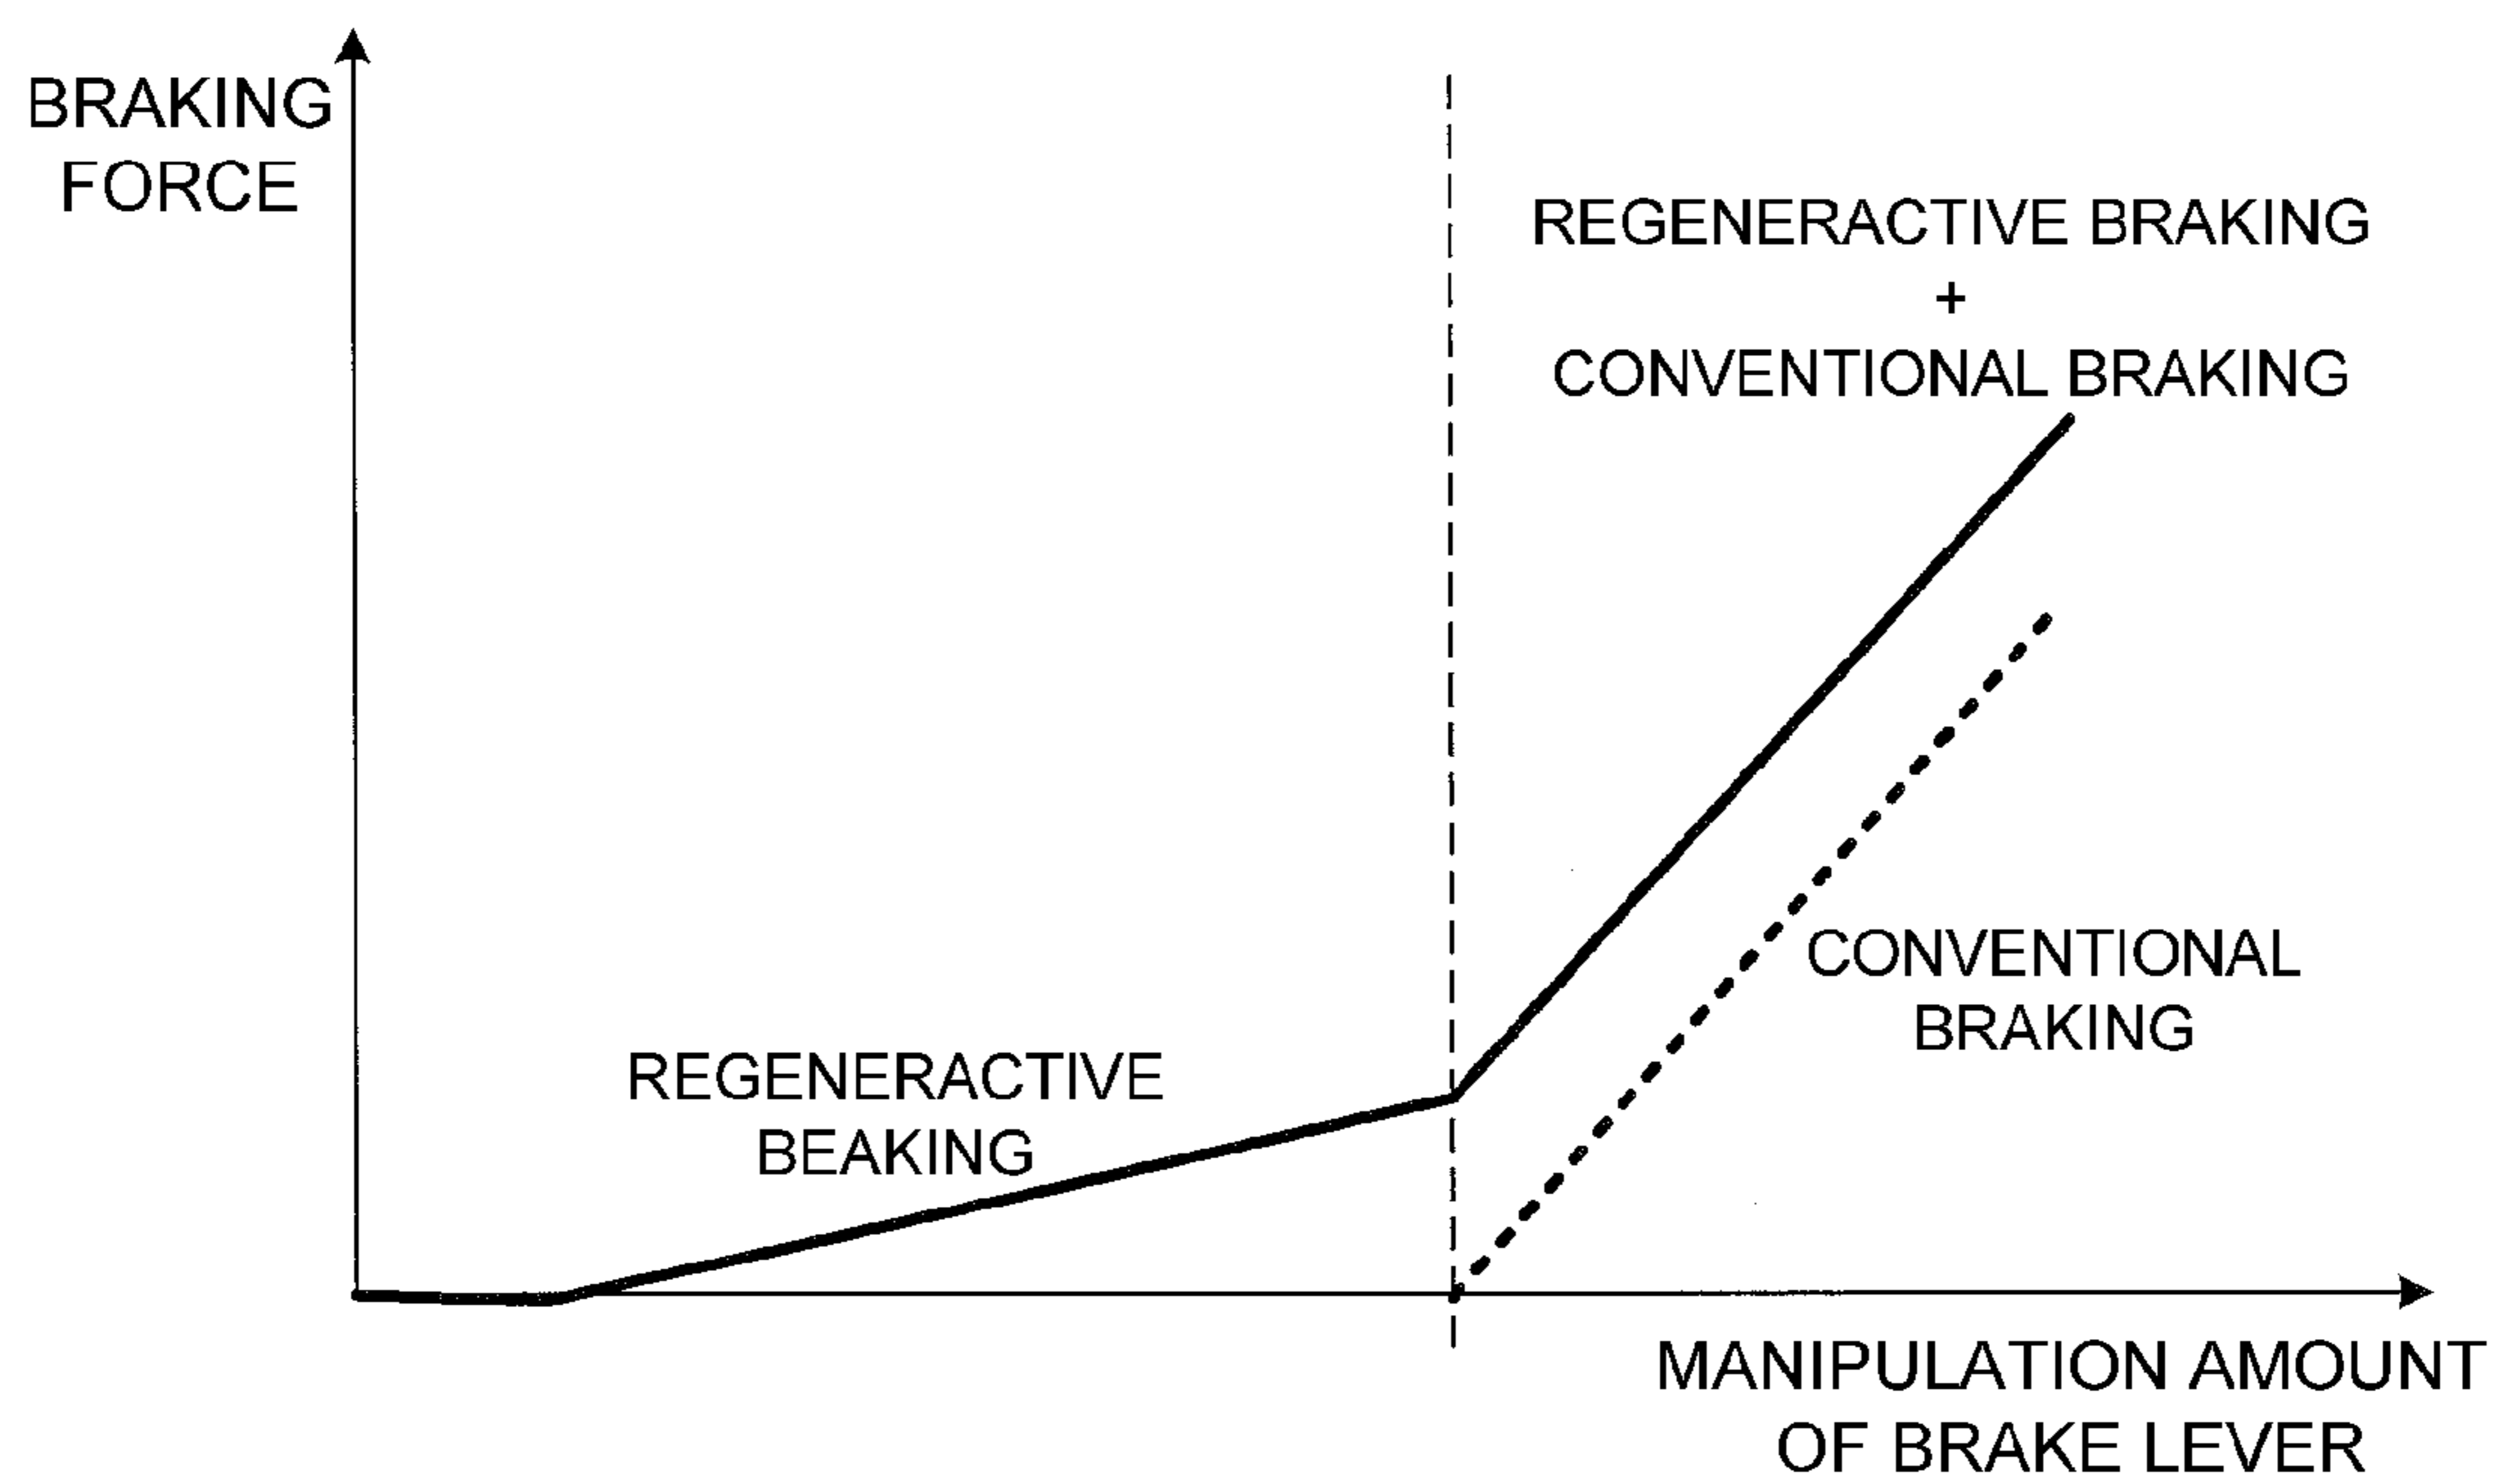 BRAKING
FORCE
REGENERACTIVE BRAKING
+
CONVENTIONAL BRAKING
CONVENTIONAL
BRAKING
REGENERACTIVE
BEAKING
MANIPULATION AMOUNT
OF BRAKE LEVER